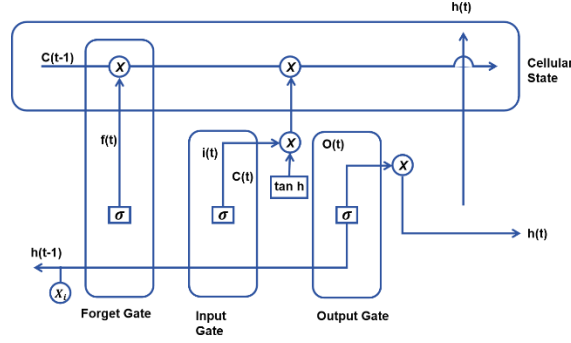 h(t)
C(t-1)
X
X
Cellular
State
f(t)
i(t)
X
O(t)
X
C(t)
tan h
σ
σ
σ
h(t-1)
h(t)
Xᵢ
Forget Gate
Input
Gate
Output Gate